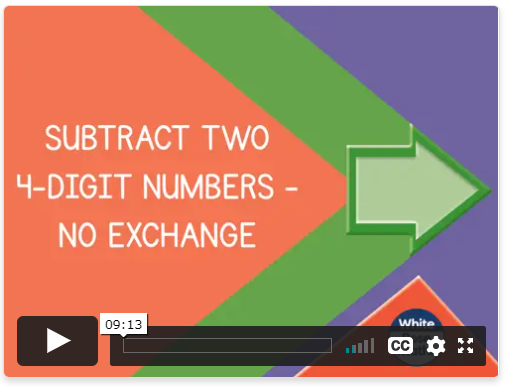 SUBTRACT TWO
4-DIGIT NUMBERS -
NO EXCHANGE
09:13
White
CC